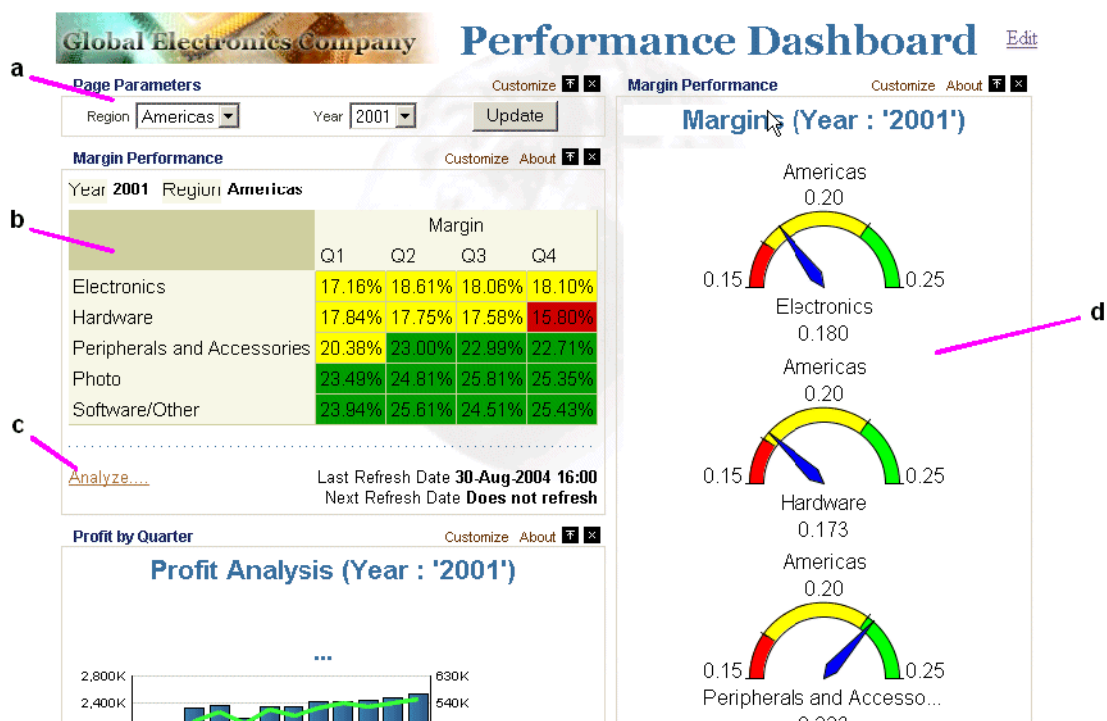 Global Electronics Company
Performance Dashboard
Edit
a
Page Parameters Customize
Region Americas Year 2001 Update
Margin Performance Customize About
Year 2001 Region Americas
b
Margin
Q1 Q2 Q3 Q4
Electronics 17.16% 18.61% 18.06% 18.10%
Hardware 17.84% 17.75% 17.58% 15.80%
Peripherals and Accessories 20.38% 23.00% 22.99% 22.71%
Photo 23.49% 24.81% 25.81% 25.35%
Software/Other 23.94% 25.61% 24.51% 25.43%
c
Analyze....
Last Refresh Date 30-Aug-2004 16:00
Next Refresh Date Does not refresh
Profit by Quarter Customize About
Profit Analysis (Year : '2001')
...
2,800K 630K
2,400K 540K
Margin Performance Customize About
Margins (Year : '2001')
Americas
0.20
0.15 0.25
Electronics
0.180
d
Americas
0.20
0.15 0.25
Hardware
0.173
Americas
0.20
0.15 0.25
Peripherals and Accesso...